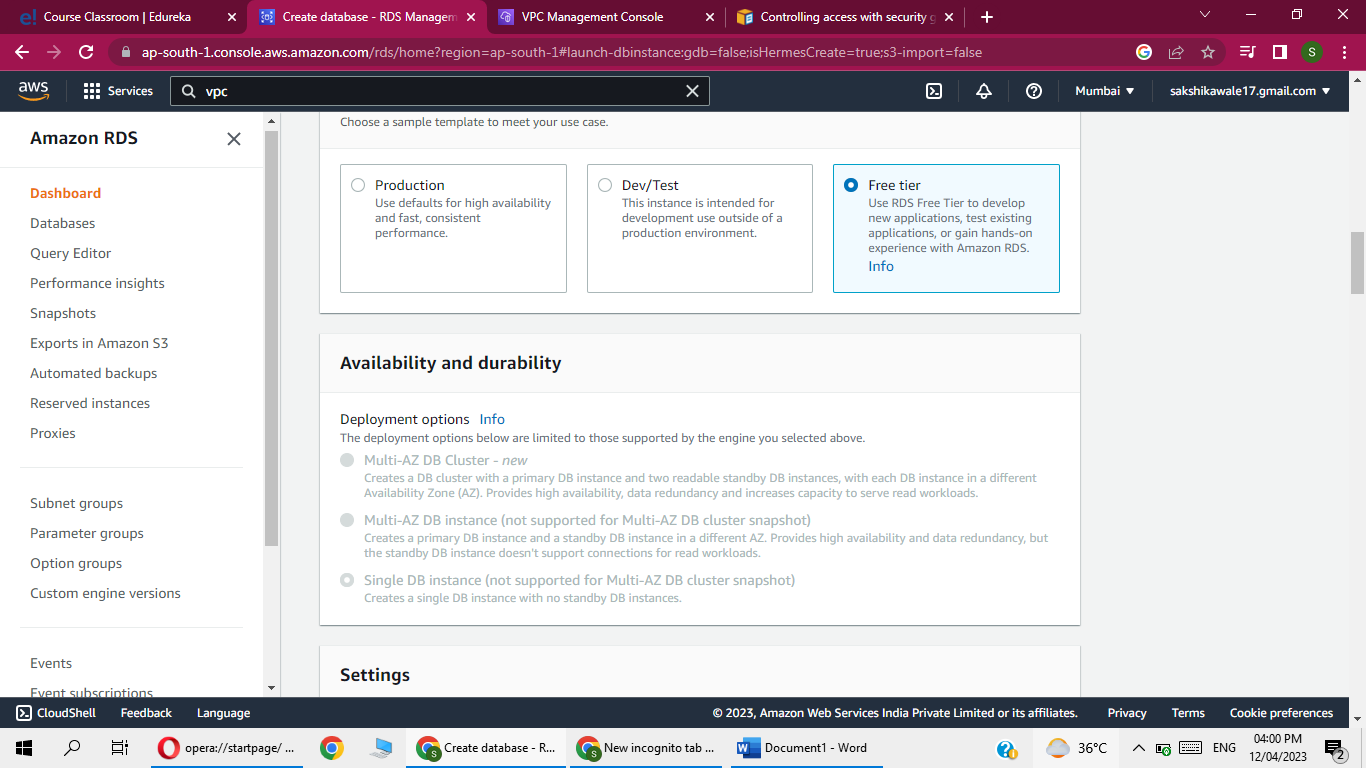 Course Classroom | Edureka
Create database - RDS Managem
VPC Management Console
Controlling access with security g
ap-south-1.console.aws.amazon.com/rds/home?region=ap-south-1#launch-dbinstance:gdb=false;isHermesCreate=true;s3-import=false
S
aws
Services
vpc
Mumbai
sakshikawale17.gmail.com
Amazon RDS
Dashboard
Databases
Query Editor
Performance insights
Snapshots
Exports in Amazon S3
Automated backups
Reserved instances
Proxies
Subnet groups
Parameter groups
Option groups
Custom engine versions
Events
Event subscriptions
Choose a sample template to meet your use case.
Production
Use defaults for high availability
and fast, consistent
performance.
Dev/Test
This instance is intended for
development use outside of a
production environment.
Free tier
Use RDS Free Tier to develop
new applications, test existing
applications, or gain hands-on
experience with Amazon RDS.
Info
Availability and durability
Deployment options Info
The deployment options below are limited to those supported by the engine you selected above.
Multi-AZ DB Cluster - new
Creates a DB cluster with a primary DB instance and two readable standby DB instances, with each DB instance in a different
Availability Zone (AZ). Provides high availability, data redundancy and increases capacity to serve read workloads.
Multi-AZ DB instance (not supported for Multi-AZ DB cluster snapshot)
Creates a primary DB instance and a standby DB instance in a different AZ. Provides high availability and data redundancy, but
the standby DB instance doesn't support connections for read workloads.
Single DB instance (not supported for Multi-AZ DB cluster snapshot)
Creates a single DB instance with no standby DB instances.
Settings
CloudShell
Feedback
Language
© 2023, Amazon Web Services India Private Limited or its affiliates.
Privacy
Terms
Cookie preferences
opera://startpage/ ...
Create database - R...
New incognito tab ...
Document1 - Word
36°C
ENG
04:00 PM
12/04/2023
2